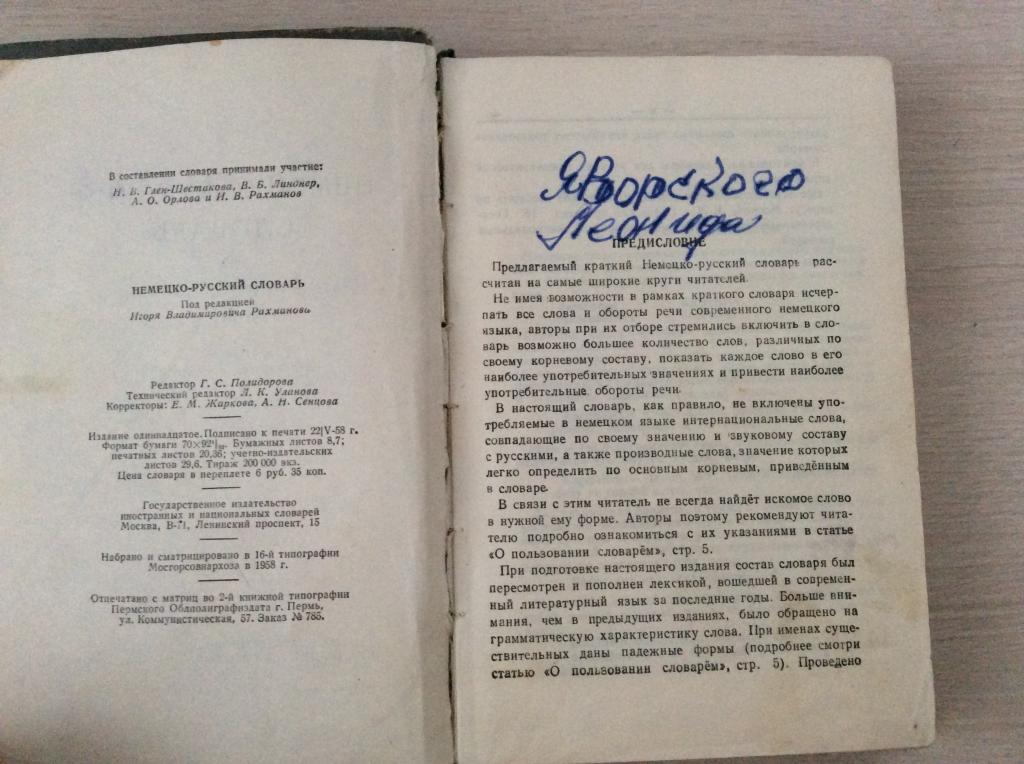 В составлении словаря принимали участие:
Н. В. Глен-Шестакова, В. Б. Линднер,
А. О. Орлова и И. В. Рахманов
НЕМЕЦКО-РУССКИЙ СЛОВАРЬ
Под редакцией
Игоря Владимировича Рахманова
Редактор Г. С. Полидорова
Технический редактор Л. К. Уланова
Корректоры: Е. М. Жаркова, А. Н. Сенцова
Издание одиннадцатое. Подписано к печати 22/V-58 г.
Формат бумаги 70×92¹/₃₂. Бумажных листов 8,7;
печатных листов 20,36; учетно-издательских
листов 29,6. Тираж 200 000 экз.
Цена словаря в переплете 6 руб. 35 коп.
Государственное издательство
иностранных и национальных словарей
Москва, В-71, Ленинский проспект, 15
Набрано и сматрицировано в 16-й типографии
Мосгорсовнархоза в 1958 г.
Отпечатано с матриц во 2-й книжной типографии
Пермского Облполиграфиздата г. Пермь,
ул. Коммунистическая, 57. Заказ № 785.
Яворского
Леонида
ПРЕДИСЛОВИЕ
Предлагаемый краткий Немецко-русский словарь рас-
считан на самые широкие круги читателей.
Не имея возможности в рамках краткого словаря исчер-
пать все слова и обороты речи современного немецкого
языка, авторы при их отборе стремились включить в сло-
варь возможно большее количество слов, различных по
своему корневому составу, показать каждое слово в его
наиболее употребительных значениях и привести наиболее
употребительные обороты речи.
В настоящий словарь, как правило, не включены упо-
требляемые в немецком языке интернациональные слова,
совпадающие по своему значению и звуковому составу
с русскими, а также производные слова, значение которых
легко определить по основным корневым, приведённым
в словаре.
В связи с этим читатель не всегда найдёт искомое слово
в нужной ему форме. Авторы поэтому рекомендуют чита-
телю подробно ознакомиться с их указаниями в статье
«О пользовании словарём», стр. 5.
При подготовке настоящего издания состав словаря был
пересмотрен и пополнен лексикой, вошедшей в современ-
ный литературный язык за последние годы. Больше вни-
мания, чем в предыдущих изданиях, было обращено на
грамматическую характеристику слова. При именах суще-
ствительных даны падежные формы (подробнее смотри
статью «О пользовании словарём», стр. 5). Проведено